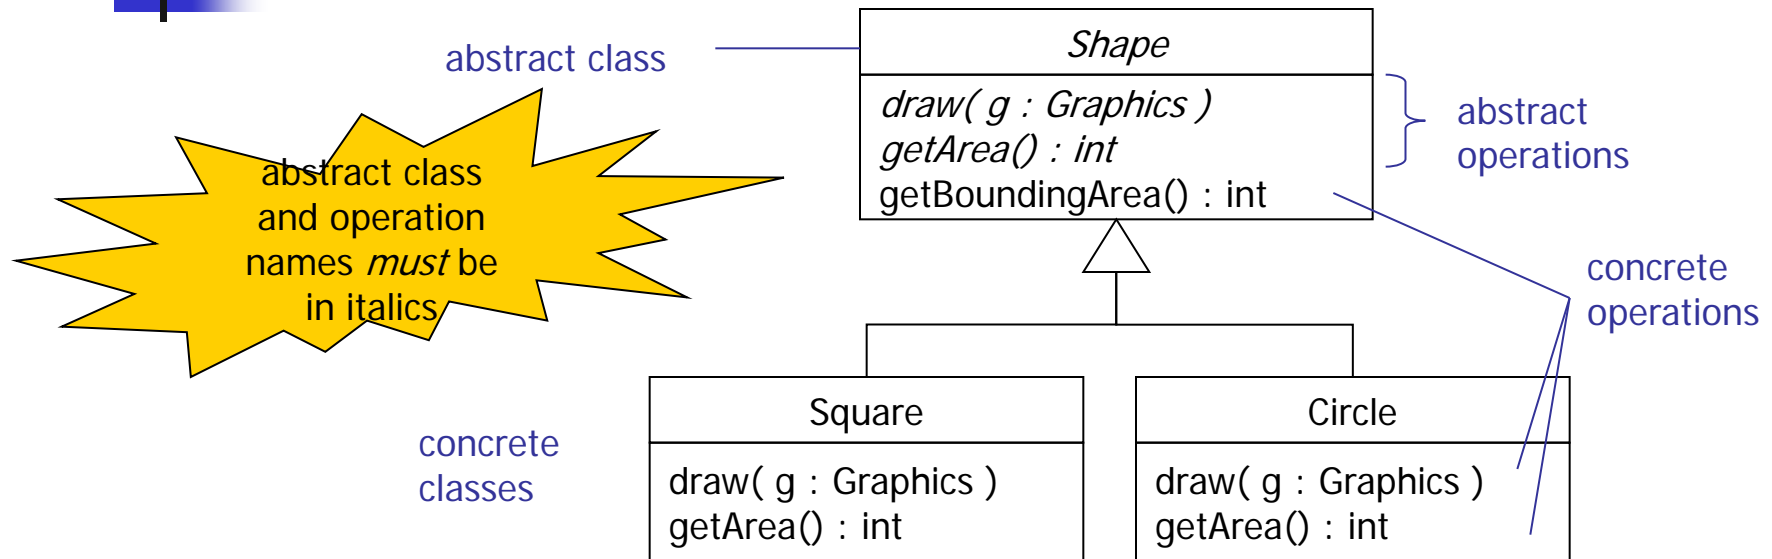 abstract class
Shape
draw( g : Graphics )
getArea() : int
getBoundingArea() : int
abstract
operations
abstract class
and operation
names must be
in italics
concrete
operations
concrete
classes
Square
draw( g : Graphics )
getArea() : int
Circle
draw( g : Graphics )
getArea() : int